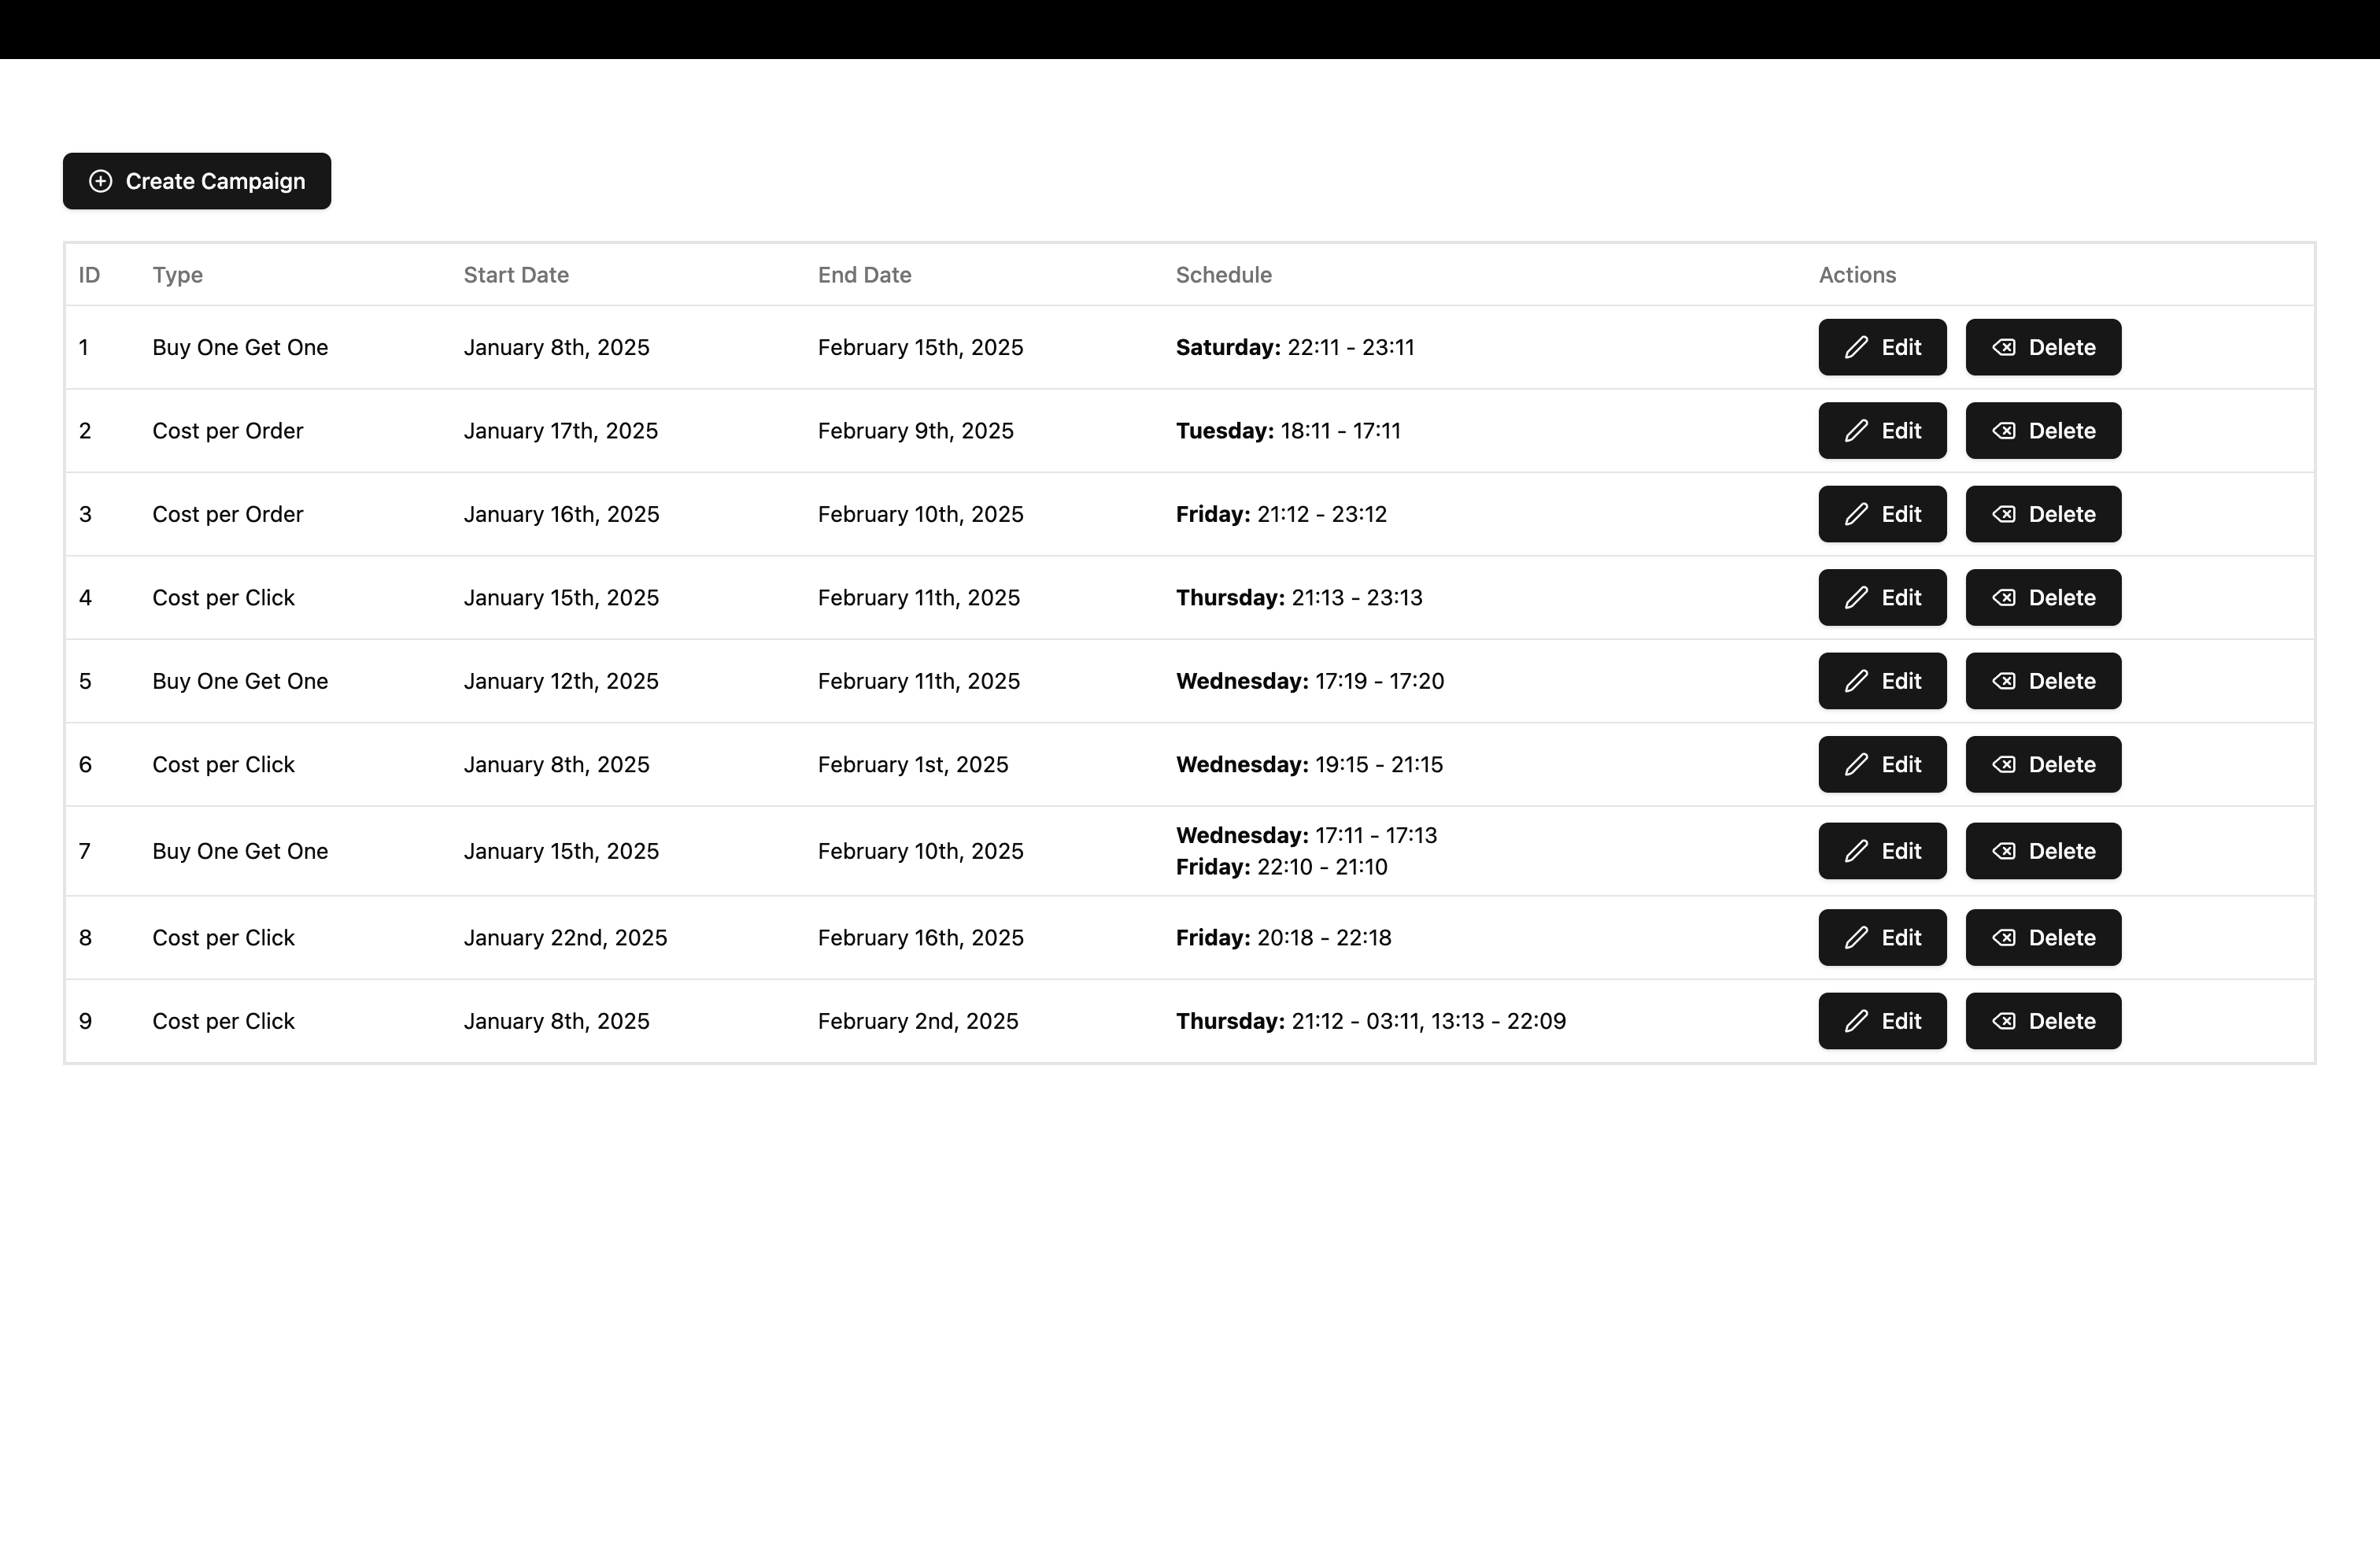 Create Campaign
ID Type Start Date End Date Schedule Actions
1 Buy One Get One January 8th, 2025 February 15th, 2025 Saturday: 22:11 - 23:11 Edit Delete
2 Cost per Order January 17th, 2025 February 9th, 2025 Tuesday: 18:11 - 17:11 Edit Delete
3 Cost per Order January 16th, 2025 February 10th, 2025 Friday: 21:12 - 23:12 Edit Delete
4 Cost per Click January 15th, 2025 February 11th, 2025 Thursday: 21:13 - 23:13 Edit Delete
5 Buy One Get One January 12th, 2025 February 11th, 2025 Wednesday: 17:19 - 17:20 Edit Delete
6 Cost per Click January 8th, 2025 February 1st, 2025 Wednesday: 19:15 - 21:15 Edit Delete
7 Buy One Get One January 15th, 2025 February 10th, 2025 Wednesday: 17:11 - 17:13
Friday: 22:10 - 21:10 Edit Delete
8 Cost per Click January 22nd, 2025 February 16th, 2025 Friday: 20:18 - 22:18 Edit Delete
9 Cost per Click January 8th, 2025 February 2nd, 2025 Thursday: 21:12 - 03:11, 13:13 - 22:09 Edit Delete